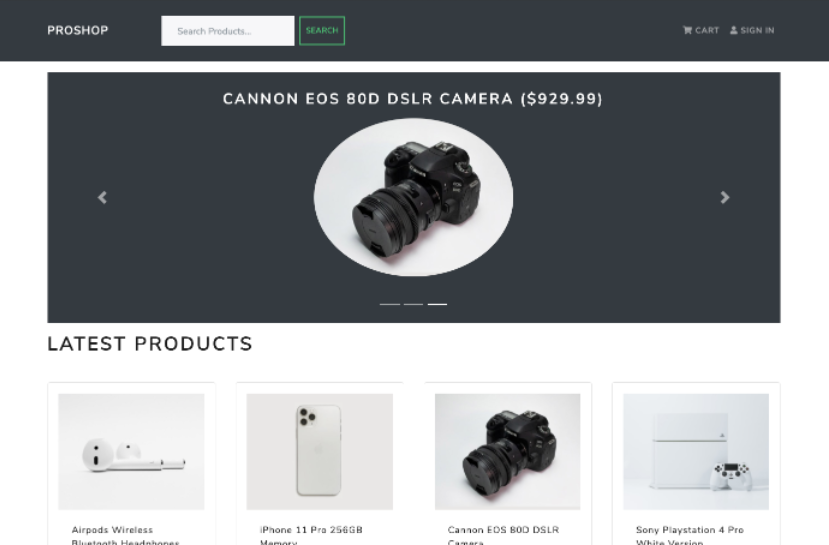 PROSHOP
Search Products...
SEARCH
CART
SIGN IN
CANNON EOS 80D DSLR CAMERA ($929.99)
Canon
LATEST PRODUCTS
Airpods Wireless
Bluetooth Headphones
iPhone 11 Pro 256GB
Memory
Cannon EOS 80D DSLR
Camera
Sony Playstation 4 Pro
White Version